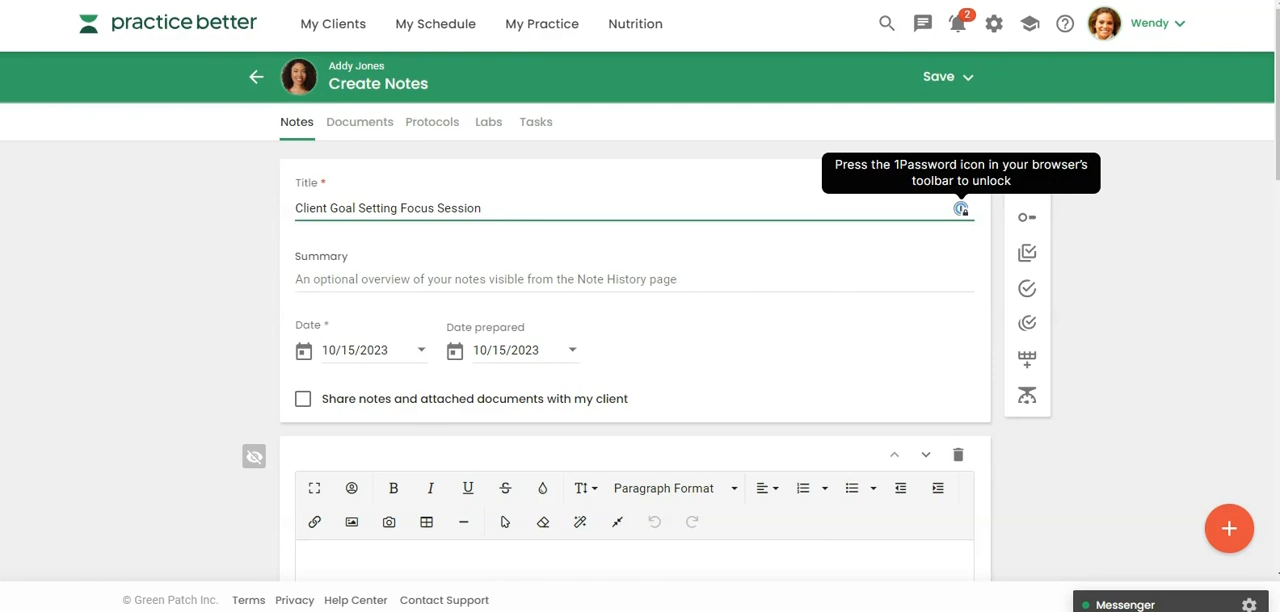 practice better
My Clients
My Schedule
My Practice
Nutrition
2
Wendy
Addy Jones
Create Notes
Save
Notes
Documents
Protocols
Labs
Tasks
Press the 1Password icon in your browser's
toolbar to unlock
Title *
Client Goal Setting Focus Session
Summary
An optional overview of your notes visible from the Note History page
Date *
Date prepared
10/15/2023
10/15/2023
Share notes and attached documents with my client
B
I
U
S
Paragraph Format
© Green Patch Inc.
Terms
Privacy
Help Center
Contact Support
Messenger